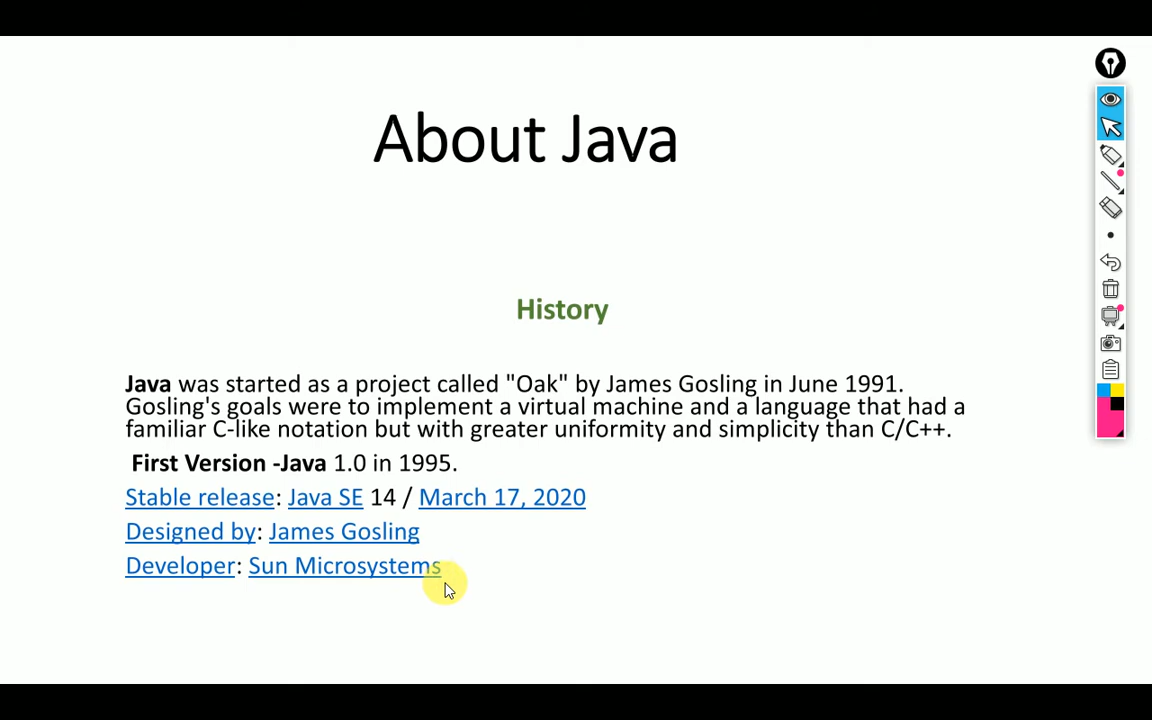 About Java
History
Java was started as a project called "Oak" by James Gosling in June 1991.
Gosling's goals were to implement a virtual machine and a language that had a
familiar C-like notation but with greater uniformity and simplicity than C/C++.
First Version -Java 1.0 in 1995.
Stable release: Java SE 14 / March 17, 2020
Designed by: James Gosling
Developer: Sun Microsystems